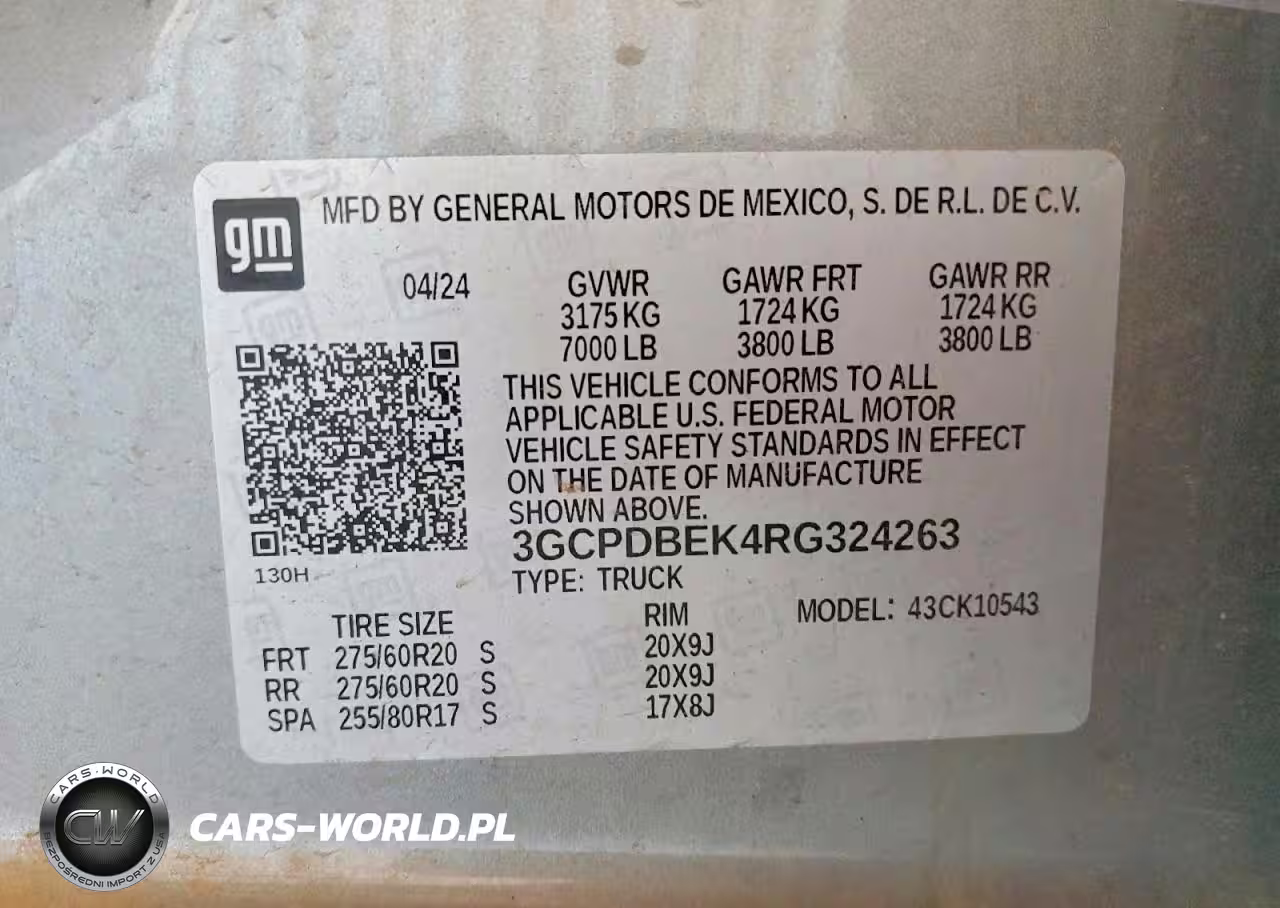 gm
MFD BY GENERAL MOTORS DE MEXICO, S. DE R.L. DE C.V.
04/24 GVWR GAWR FRT GAWR RR
3175 KG 1724 KG 1724 KG
7000 LB 3800 LB 3800 LB
THIS VEHICLE CONFORMS TO ALL
APPLICABLE U.S. FEDERAL MOTOR
VEHICLE SAFETY STANDARDS IN EFFECT
ON THE DATE OF MANUFACTURE
SHOWN ABOVE.
3GCPDBEK4RG324263
130H
TYPE: TRUCK
TIRE SIZE RIM MODEL: 43CK10543
FRT 275/60R20 S 20X9J
RR 275/60R20 S 20X9J
SPA 255/80R17 S 17X8J
CARS-WORLD
CW
BEZPOŚREDNI IMPORT Z USA
CARS-WORLD.PL